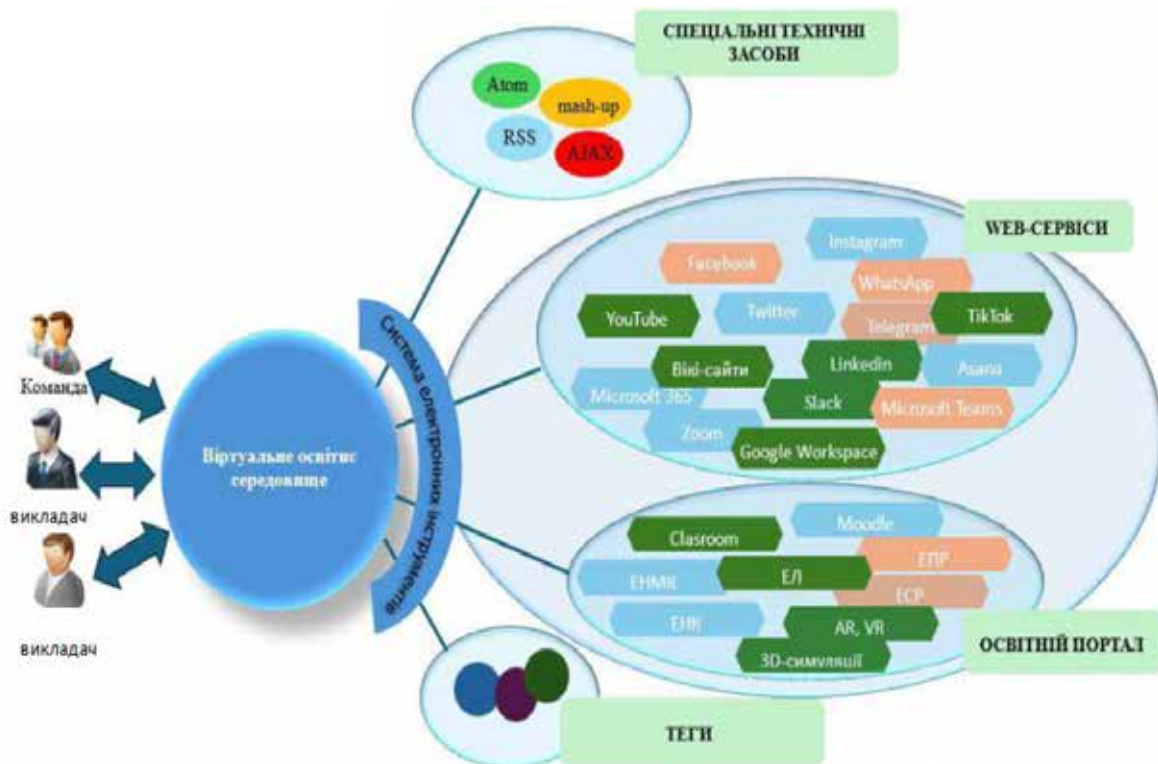 СПЕЦІАЛЬНІ ТЕХНІЧНІ
ЗАСОБИ
Atom
mash-up
RSS
AJAX
WEB-СЕРВІСИ
Instagram
Facebook
WhatsApp
YouTube
Twitter
Telegram
TikTok
Вікі-сайти
Linkedin
Asana
Microsoft 365
Slack
Microsoft Teams
Zoom
Google Workspace
Команда
викладач
викладач
Віртуальне освітнє
середовище
Система електронних інструментів
Clasroom
Moodle
ЕПР
ЕНМК
ЕЛ
ЕСР
ЕНК
AR, VR
3D-симуляції
ОСВІТНІЙ ПОРТАЛ
ТЕГИ